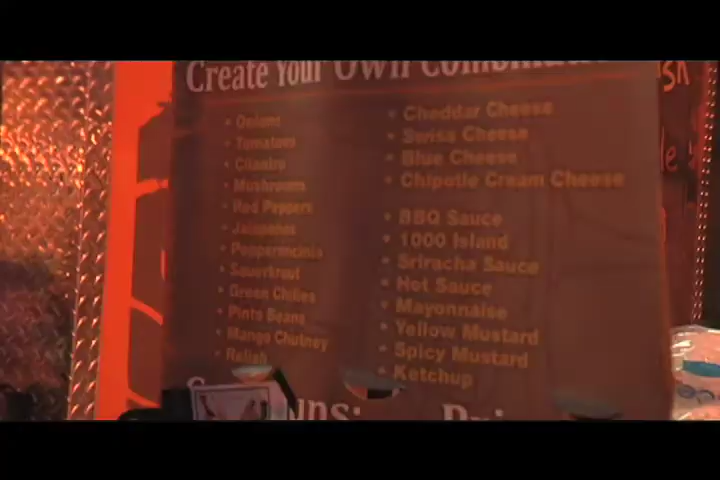 Create Your Own Combinati
• Onions
• Tomatoes
• Cilantro
• Mushrooms
• Red Peppers
• Jalapeños
• Pepperoncinis
• Sauerkraut
• Green Chilies
• Pinto Beans
• Mango Chutney
• Relish
• Cheddar Cheese
• Swiss Cheese
• Blue Cheese
• Chipotle Cream Cheese
• BBQ Sauce
• 1000 Island
• Sriracha Sauce
• Hot Sauce
• Mayonnaise
• Yellow Mustard
• Spicy Mustard
• Ketchup